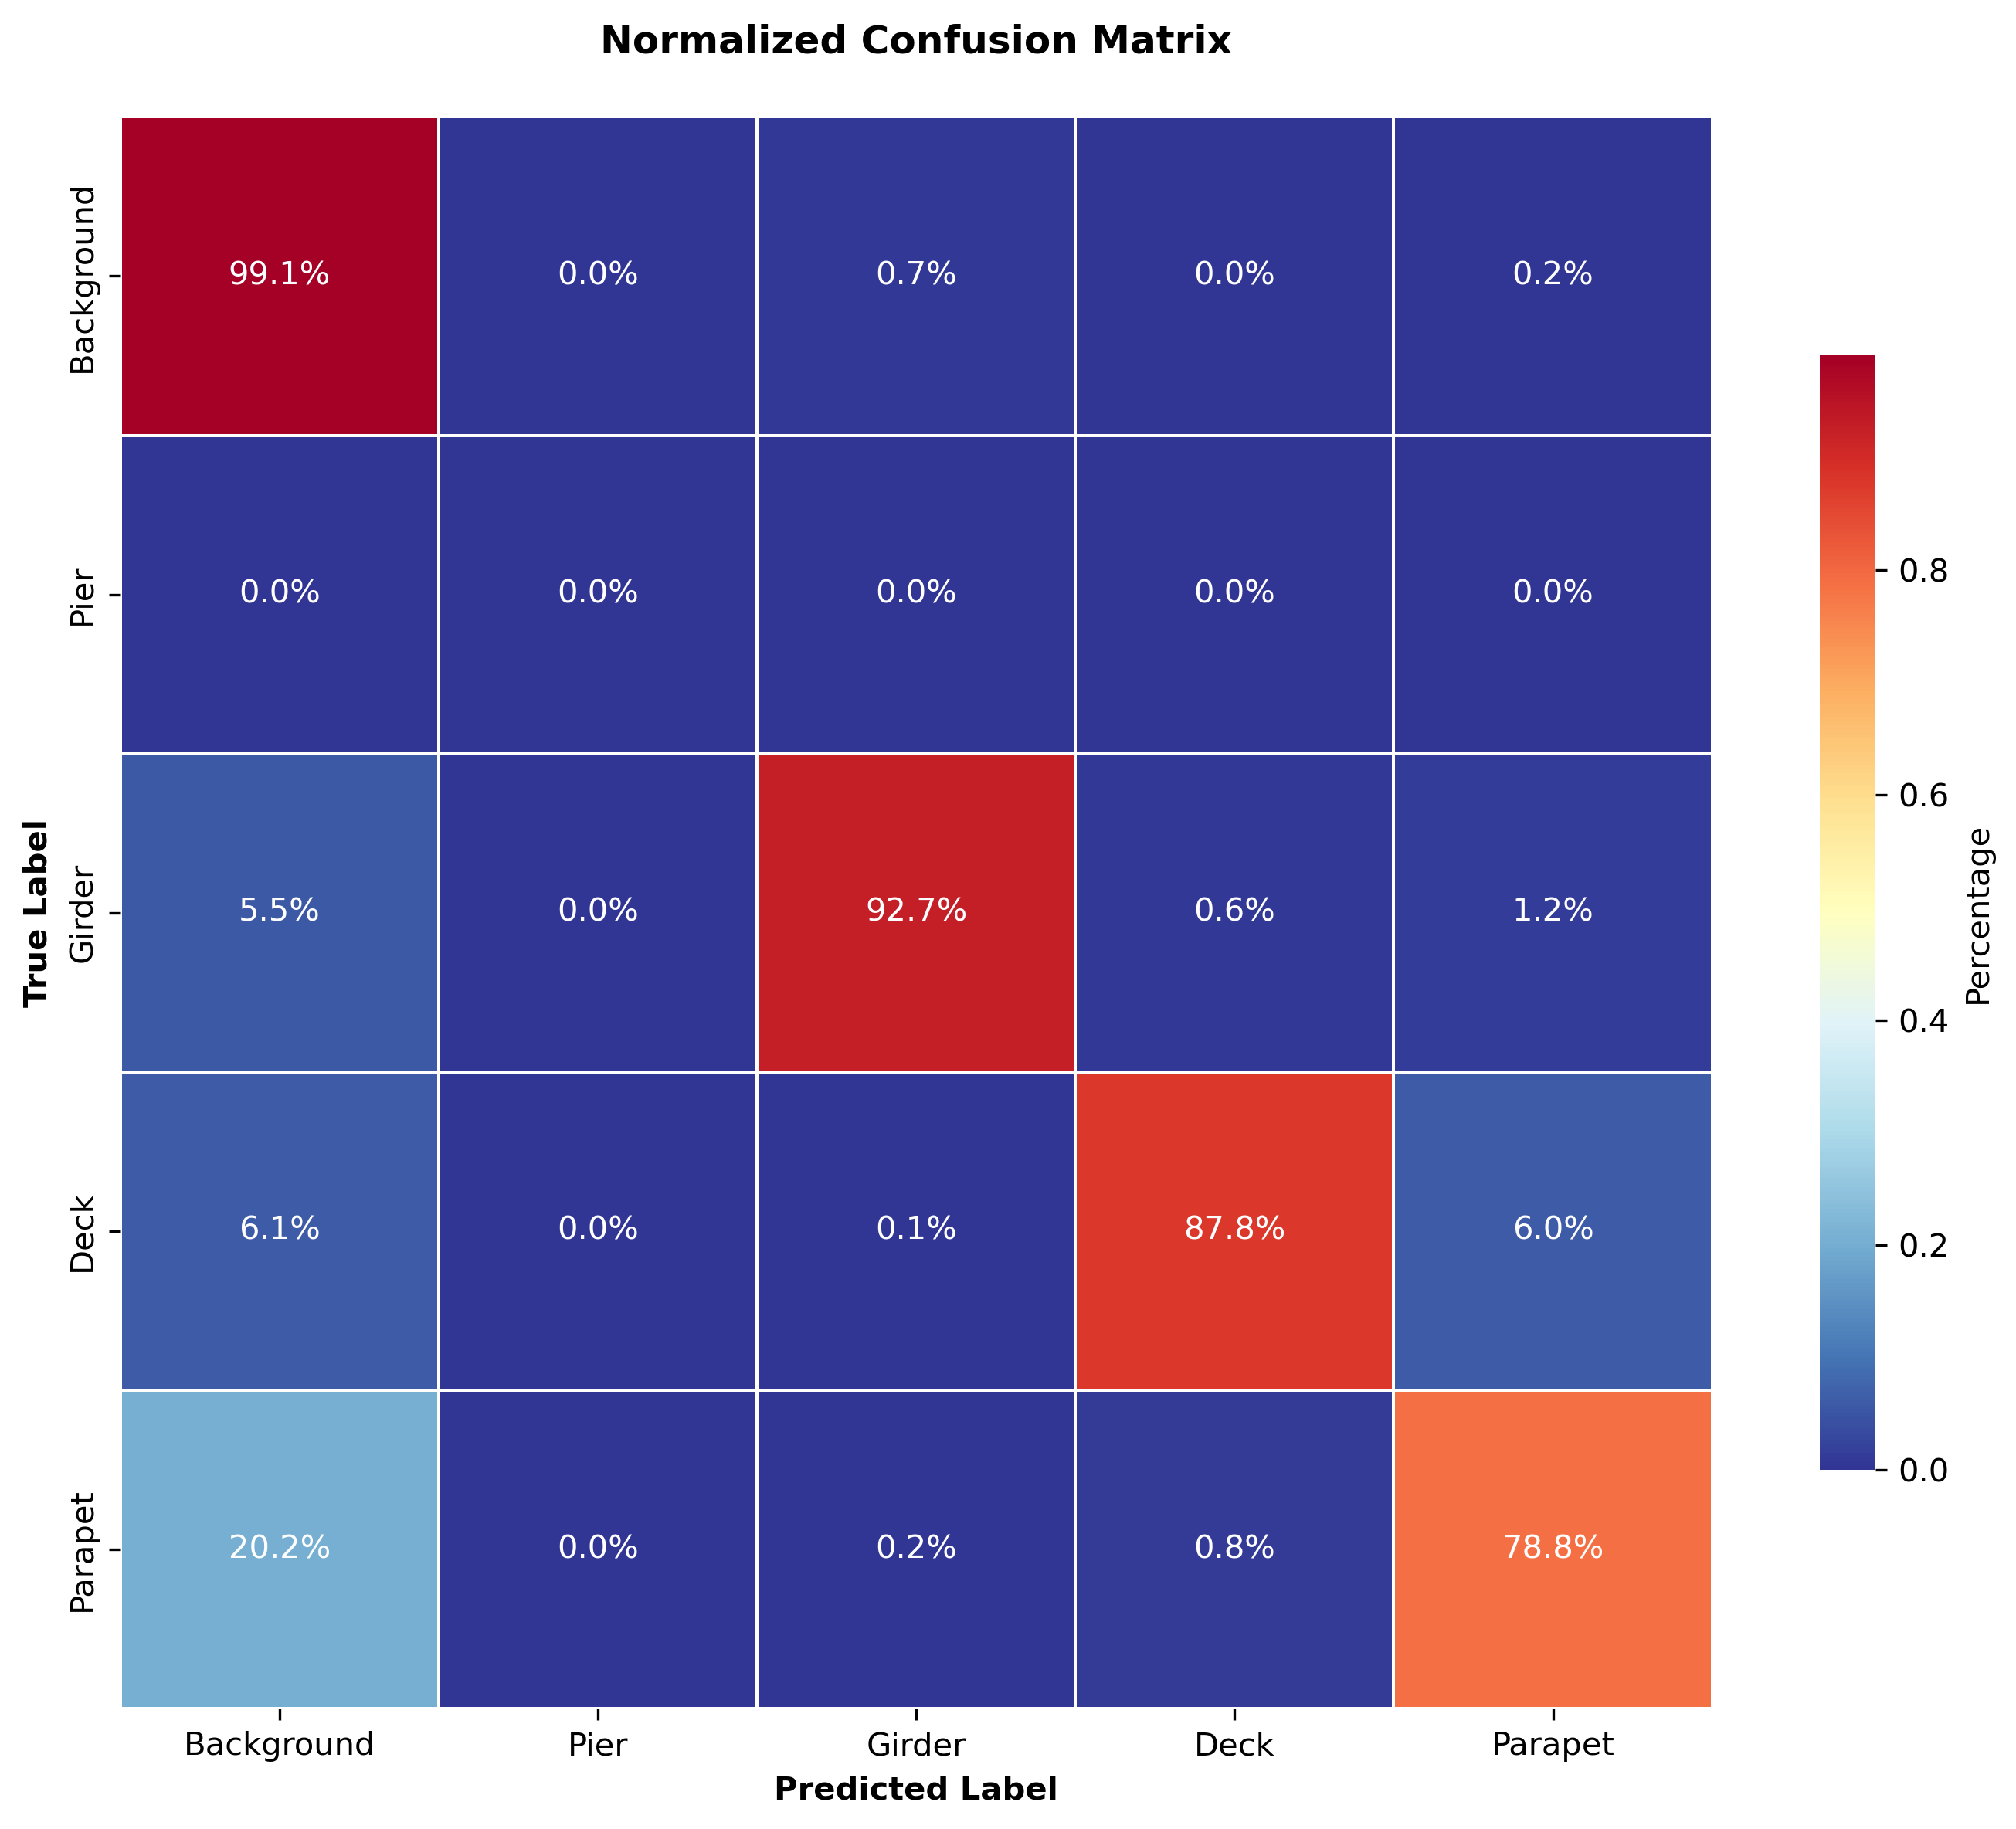 Normalized Confusion Matrix
True Label
Background
99.1% 0.0% 0.7% 0.0% 0.2%
Pier
0.0% 0.0% 0.0% 0.0% 0.0%
Girder
5.5% 0.0% 92.7% 0.6% 1.2%
Deck
6.1% 0.0% 0.1% 87.8% 6.0%
Parapet
20.2% 0.0% 0.2% 0.8% 78.8%
Background Pier Girder Deck Parapet
Predicted Label
0.8
0.6
0.4
0.2
0.0
Percentage